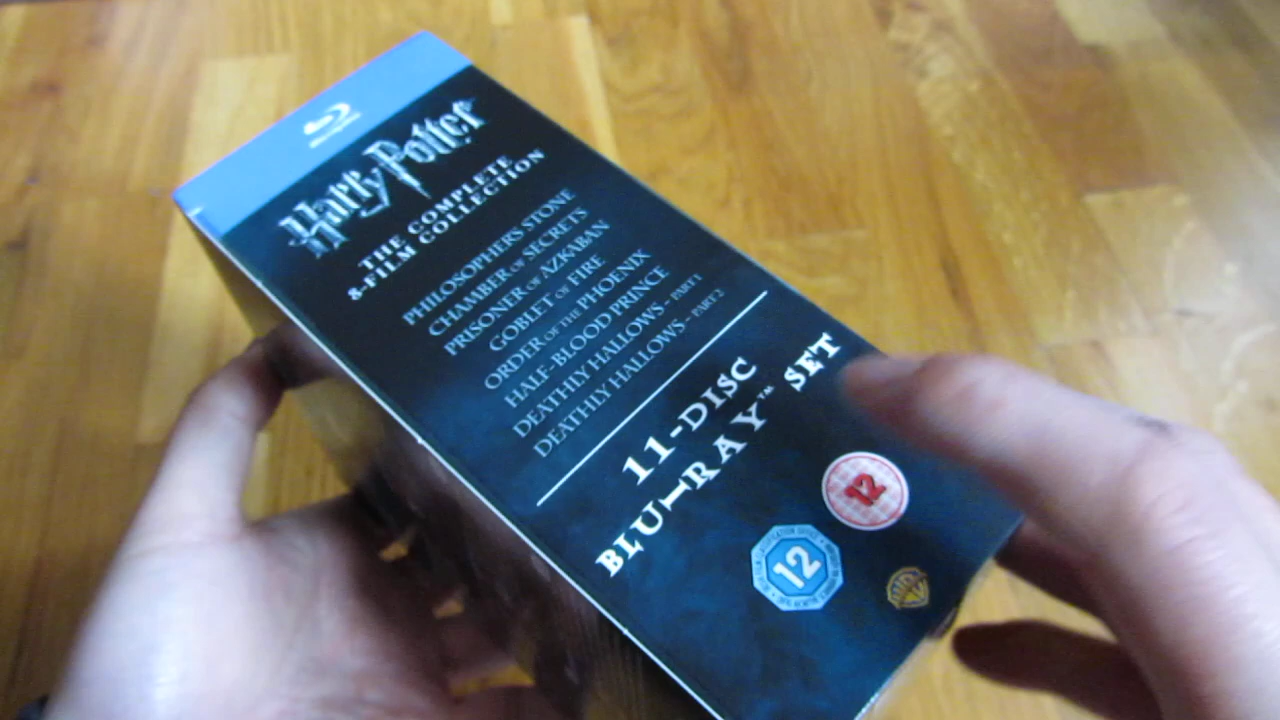 Harry Potter
THE COMPLETE
8-FILM COLLECTION
PHILOSOPHER'S STONE
CHAMBER OF SECRETS
PRISONER OF AZKABAN
GOBLET OF FIRE
ORDER OF THE PHOENIX
HALF-BLOOD PRINCE
DEATHLY HALLOWS – PART 1
DEATHLY HALLOWS – PART 2
11-DISC
BLU-RAY™ SET
12
12